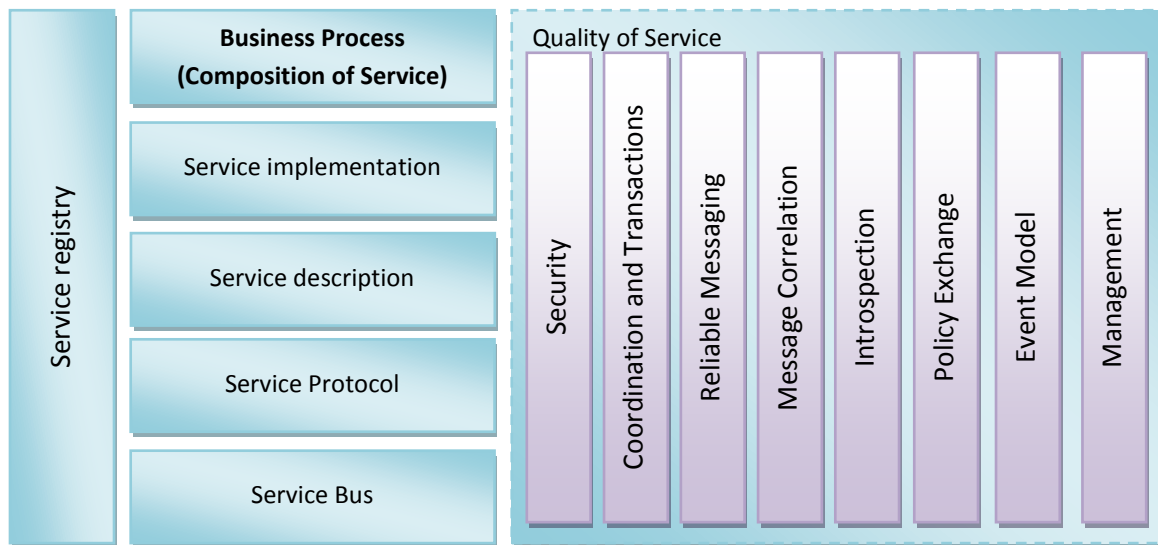 Service registry
Business Process
(Composition of Service)
Service implementation
Service description
Service Protocol
Service Bus
Quality of Service
Security
Coordination and Transactions
Reliable Messaging
Message Correlation
Introspection
Policy Exchange
Event Model
Management